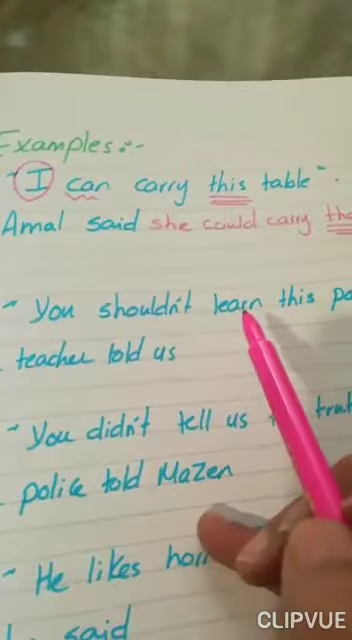 Examples:-
"I can carry this table".
Amal said she could carry
"You shouldn't learn this
teacher told us
"You didn't tell us
police told Mazen
"He likes
said
CLIPVUE